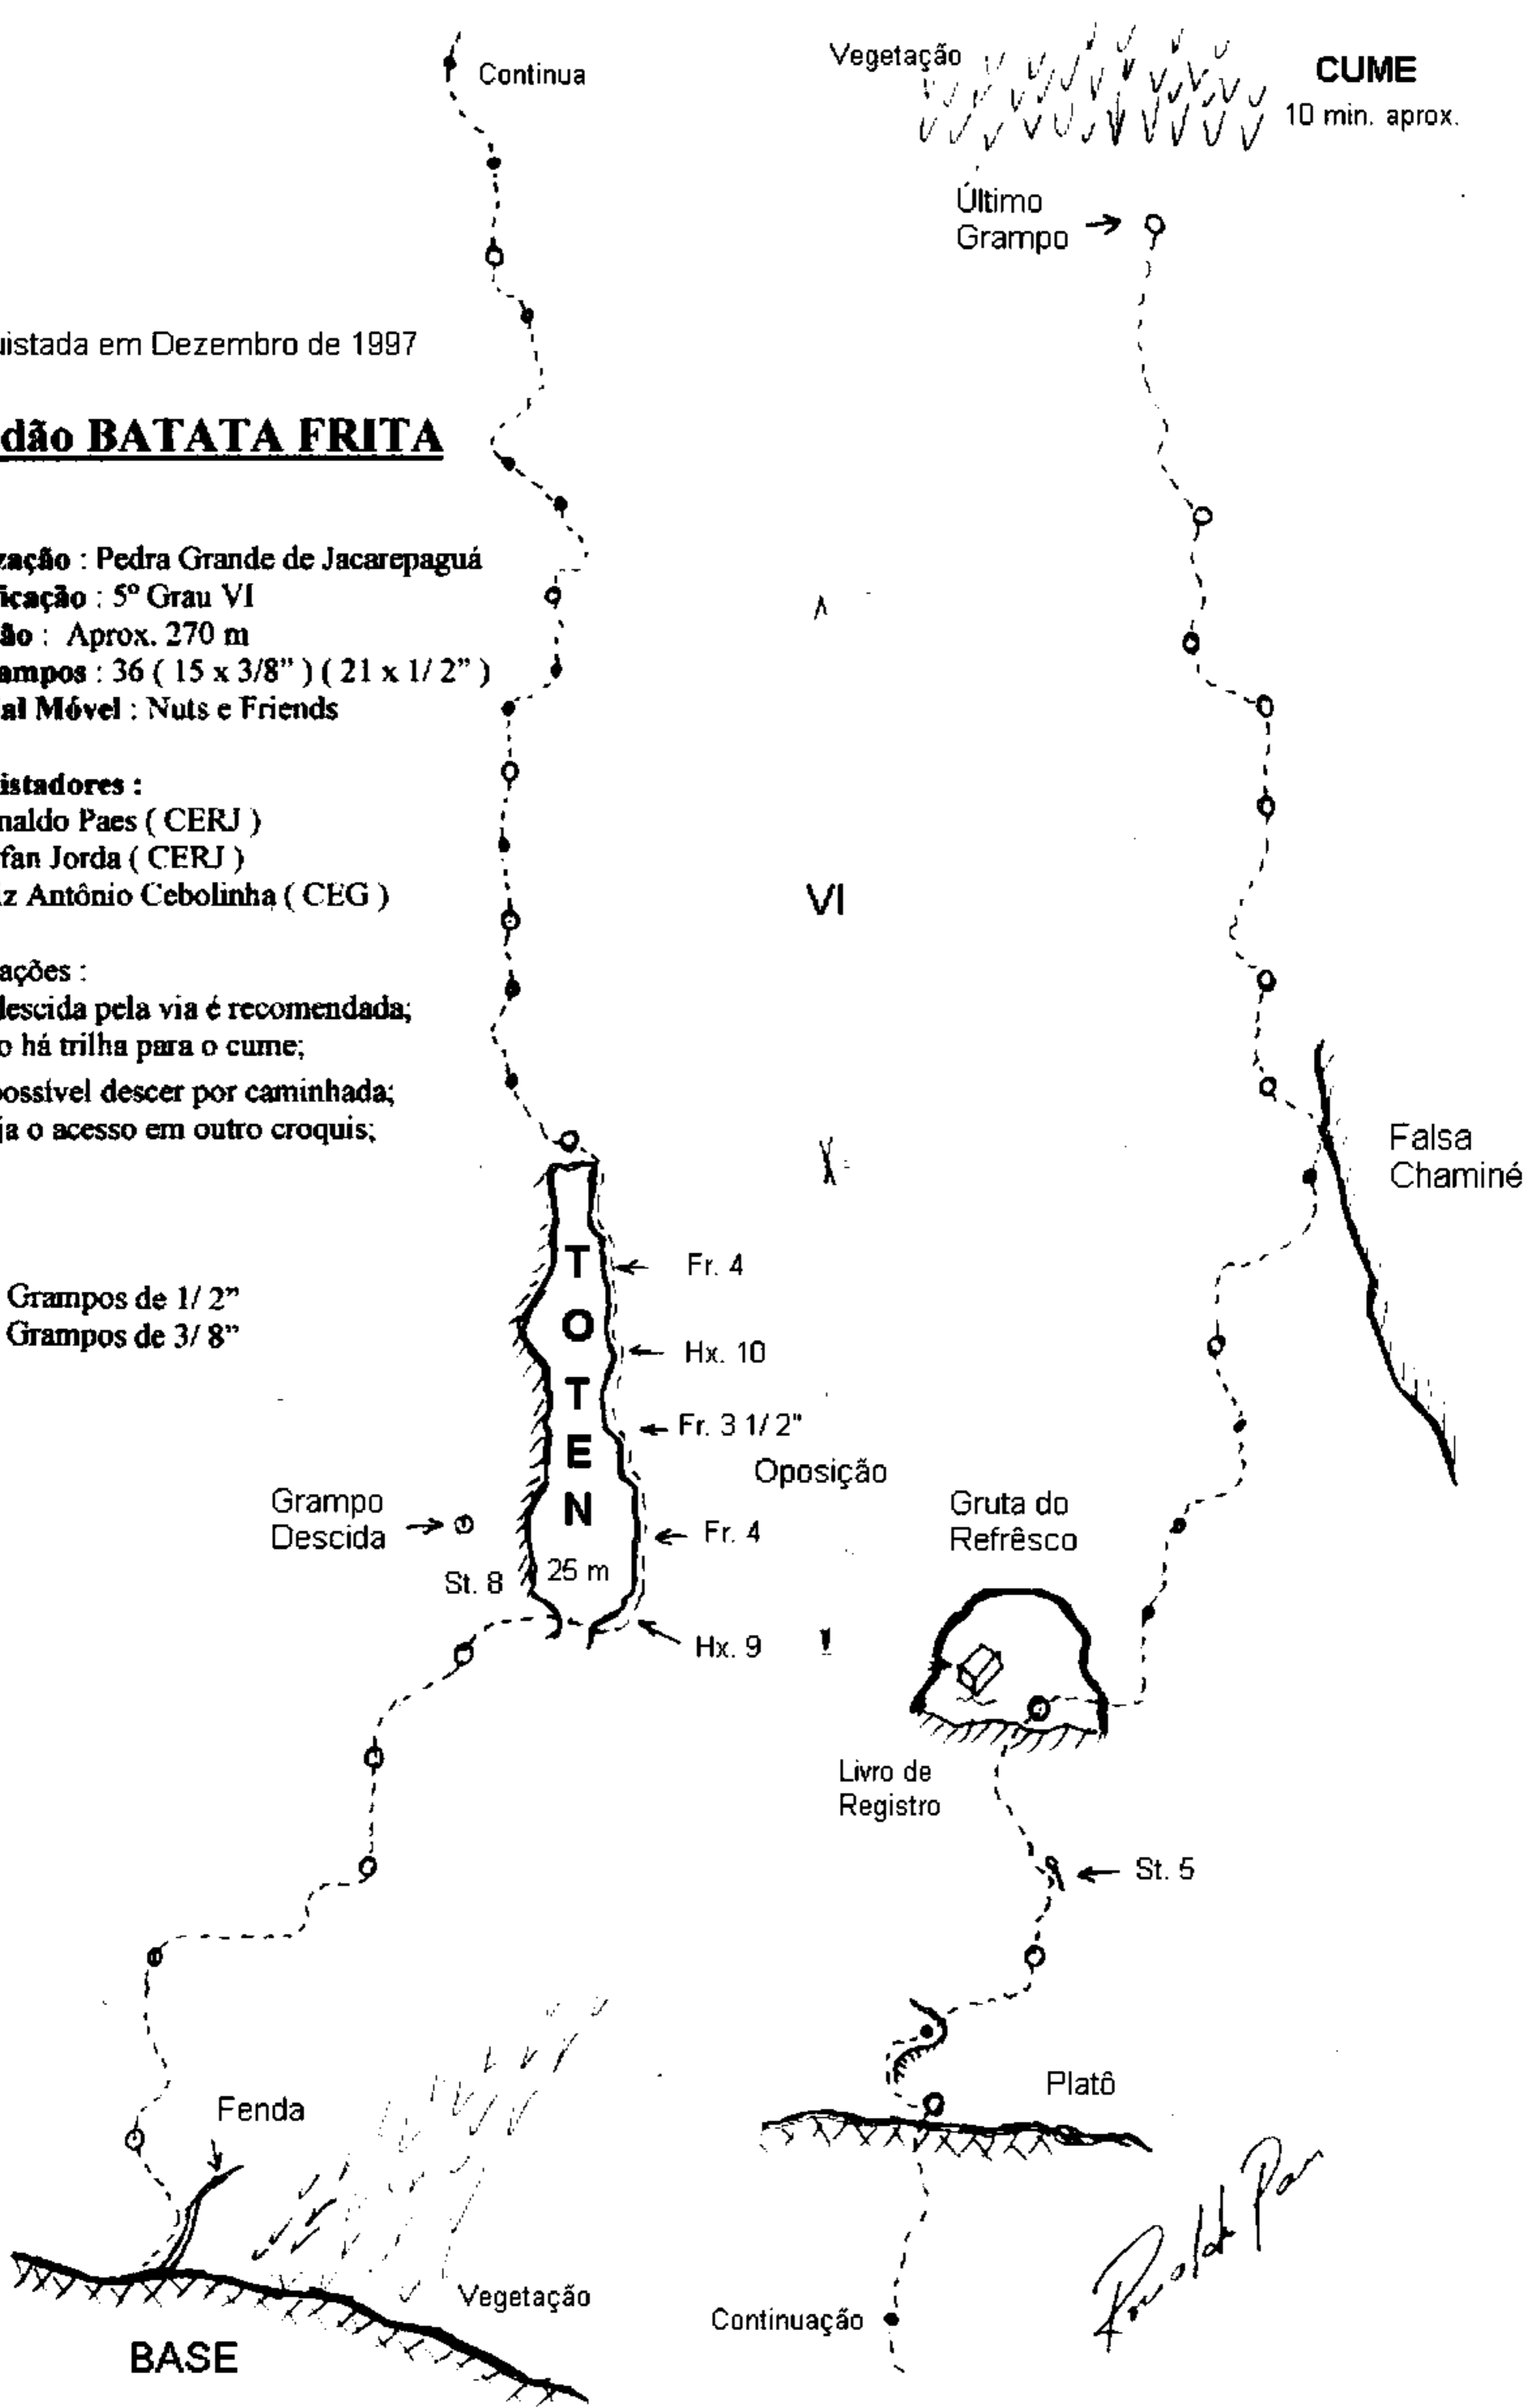 Continua
Vegetação
CUME
10 min. aprox.
Último
Grampo
uistada em Dezembro de 1997
dão BATATA FRITA
zação : Pedra Grande de Jacarepaguá
icação : 5º Grau VI
ão : Aprox. 270 m
ampos : 36 ( 15 x 3/8" ) ( 21 x 1/ 2" )
al Móvel : Nuts e Friends
istadores :
naldo Paes ( CERJ )
fan Jorda ( CERJ )
iz Antônio Cebolinha ( CEG )
ações :
descida pela via é recomendada;
o há trilha para o cume;
possível descer por caminhada;
ja o acesso em outro croquis;
Grampos de 1/ 2"
Grampos de 3/ 8"
VI
Falsa
Chaminé
TOTEN
25 m
Fr. 4
Hx. 10
Fr. 3 1/ 2"
Oposição
Fr. 4
Hx. 9
Grampo
Descida
St. 8
Gruta do
Refrêsco
Livro de
Registro
St. 5
Platô
Continuação
Fenda
Vegetação
BASE